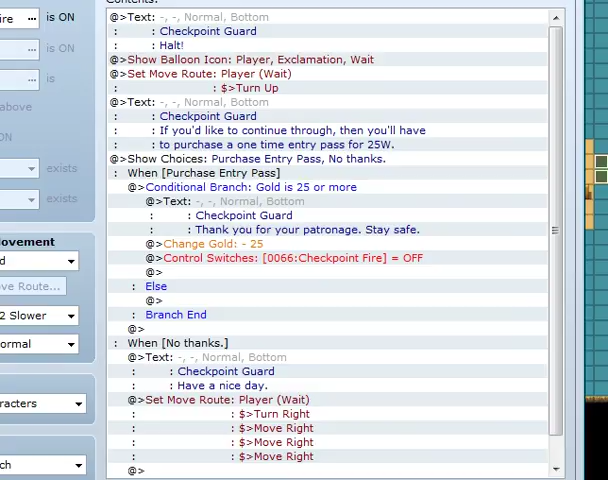 Contents:
ire ... is ON
... is ON
... is
above
ON
exists
exists
Movement
d
ve Route...
2 Slower
ormal
racters
ch
@>Text: -, -, Normal, Bottom
: : Checkpoint Guard
: : Halt!
@>Show Balloon Icon: Player, Exclamation, Wait
@>Set Move Route: Player (Wait)
: : $>Turn Up
@>Text: -, -, Normal, Bottom
: : Checkpoint Guard
: : If you'd like to continue through, then you'll have
: : to purchase a one time entry pass for 25W.
@>Show Choices: Purchase Entry Pass, No thanks.
: When [Purchase Entry Pass]
@>Conditional Branch: Gold is 25 or more
@>Text: -, -, Normal, Bottom
: : Checkpoint Guard
: : Thank you for your patronage. Stay safe.
@>Change Gold: - 25
@>Control Switches: [0066:Checkpoint Fire] = OFF
@>
: Else
@>
: Branch End
@>
: When [No thanks.]
@>Text: -, -, Normal, Bottom
: : Checkpoint Guard
: : Have a nice day.
@>Set Move Route: Player (Wait)
: : $>Turn Right
: : $>Move Right
: : $>Move Right
: : $>Move Right
@>